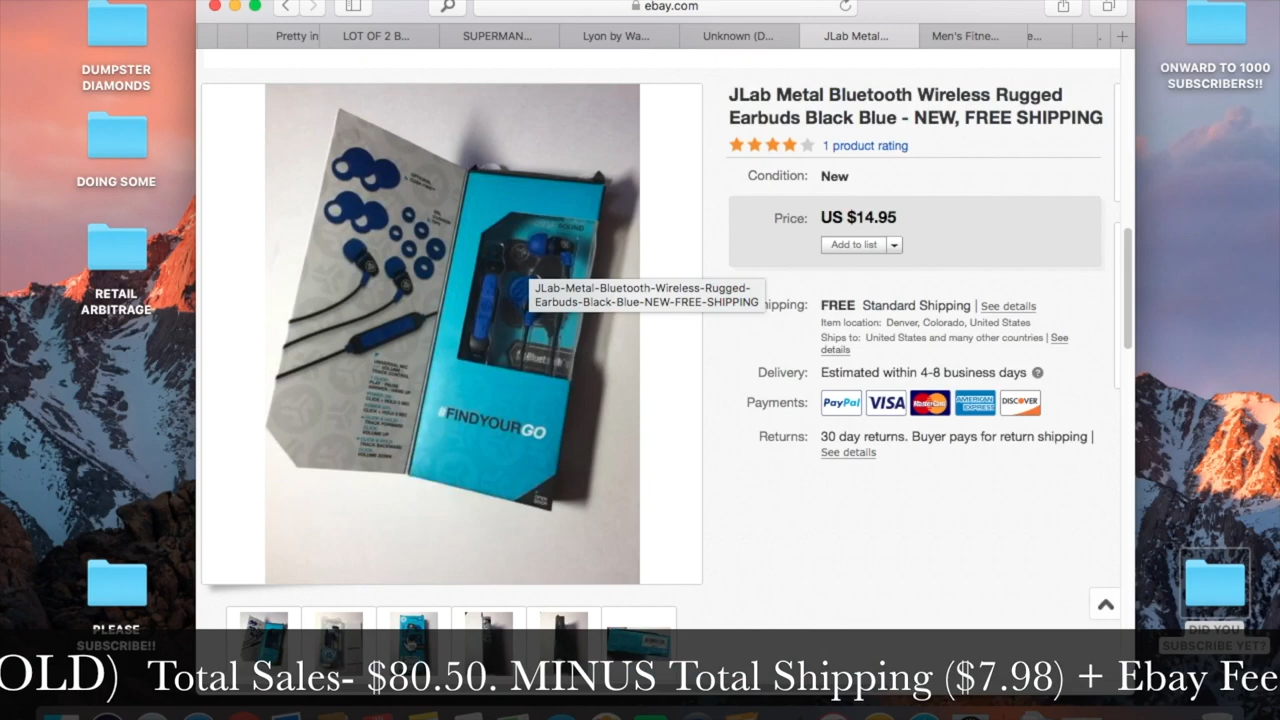 ebay.com
Pretty in
LOT OF 2 B...
SUPERMAN...
Lyon by Wa...
Unknown (D...
JLab Metal...
Men's Fitne...
e...
DUMPSTER
DIAMONDS
DOING SOME
RETAIL
ARBITRAGE
PLEASE
SUBSCRIBE!!
ONWARD TO 1000
SUBSCRIBERS!!
DID YOU
SUBSCRIBE YET?
#FINDYOURGO
JLab-Metal-Bluetooth-Wireless-Rugged-
Earbuds-Black-Blue-NEW-FREE-SHIPPING
JLab Metal Bluetooth Wireless Rugged
Earbuds Black Blue - NEW, FREE SHIPPING
1 product rating
Condition: New
Price: US $14.95
Add to list
hipping: FREE Standard Shipping | See details
Item location: Denver, Colorado, United States
Ships to: United States and many other countries | See
details
Delivery: Estimated within 4-8 business days
Payments: PayPal VISA MasterCard AMERICAN EXPRESS DISCOVER
Returns: 30 day returns. Buyer pays for return shipping |
See details
OLD) Total Sales- $80.50. MINUS Total Shipping ($7.98) + Ebay Fee